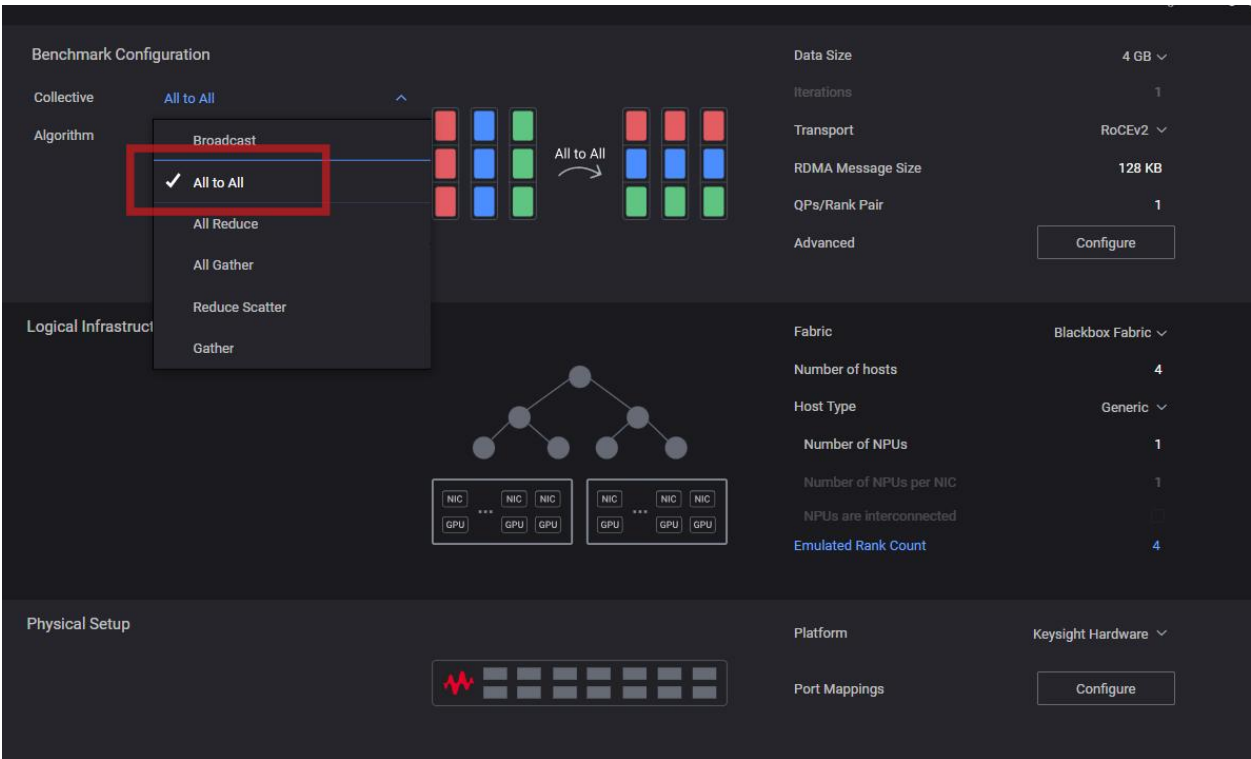 Benchmark Configuration
Collective
All to All
Algorithm
Broadcast
All to All
All Reduce
All Gather
Reduce Scatter
Gather
All to All
Data Size
4 GB
Iterations
1
Transport
RoCEv2
RDMA Message Size
128 KB
QPs/Rank Pair
1
Advanced
Configure
Logical Infrastruct
NIC
NIC
NIC
GPU
GPU
GPU
NIC
NIC
NIC
GPU
GPU
GPU
Fabric
Blackbox Fabric
Number of hosts
4
Host Type
Generic
Number of NPUs
1
Number of NPUs per NIC
1
NPUs are interconnected
Emulated Rank Count
4
Physical Setup
Platform
Keysight Hardware
Port Mappings
Configure